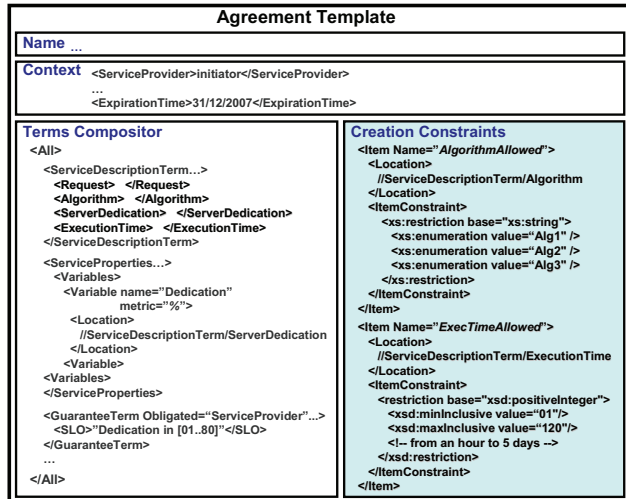 Agreement Template
Name ...
Context <ServiceProvider>initiator</ServiceProvider>
...
<ExpirationTime>31/12/2007</ExpirationTime>
Terms Compositor
<All>
<ServiceDescriptionTerm...>
<Request> </Request>
<Algorithm> </Algorithm>
<ServerDedication> </ServerDedication>
<ExecutionTime> </ExecutionTime>
</ServiceDescriptionTerm>
<ServiceProperties...>
<Variables>
<Variable name="Dedication"
metric="%">
<Location>
//ServiceDescriptionTerm/ServerDedication
</Location>
<Variable>
<Variables>
</ServiceProperties>
<GuaranteeTerm Obligated="ServiceProvider"...>
<SLO>"Dedication in [01..80]"</SLO>
</GuaranteeTerm>
...
</All>
Creation Constraints
<Item Name="AlgorithmAllowed">
<Location>
//ServiceDescriptionTerm/Algorithm
</Location>
<ItemConstraint>
<xs:restriction base="xs:string">
<xs:enumeration value="Alg1" />
<xs:enumeration value="Alg2" />
<xs:enumeration value="Alg3" />
</xs:restriction>
</ItemConstraint>
</Item>
<Item Name="ExecTimeAllowed">
<Location>
//ServiceDescriptionTerm/ExecutionTime
</Location>
<ItemConstraint>
<restriction base="xsd:positiveInteger">
<xsd:minInclusive value="01"/>
<xsd:maxInclusive value="120"/>
<!-- from an hour to 5 days -->
</xsd:restriction>
</ItemConstraint>
</Item>